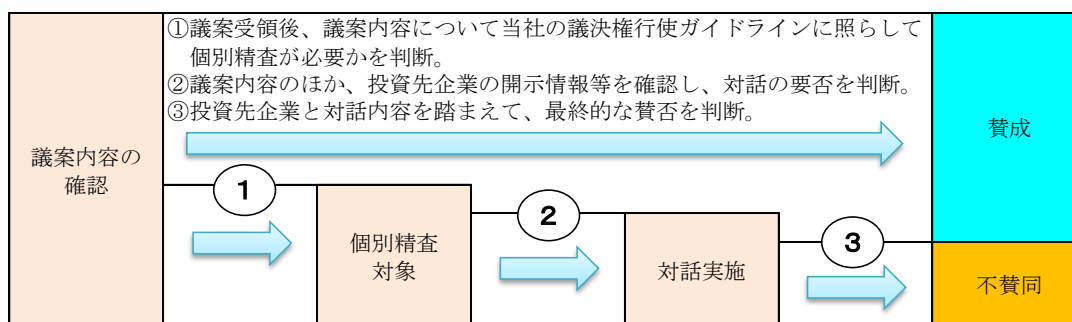 ①議案受領後、議案内容について当社の議決権行使ガイドラインに照らして
個別精査が必要かを判断。
②議案内容のほか、投資先企業の開示情報等を確認し、対話の要否を判断。
③投資先企業と対話内容を踏まえて、最終的な賛否を判断。
議案内容の
確認
1
個別精査
対象
2
対話実施
3
賛成
不賛同